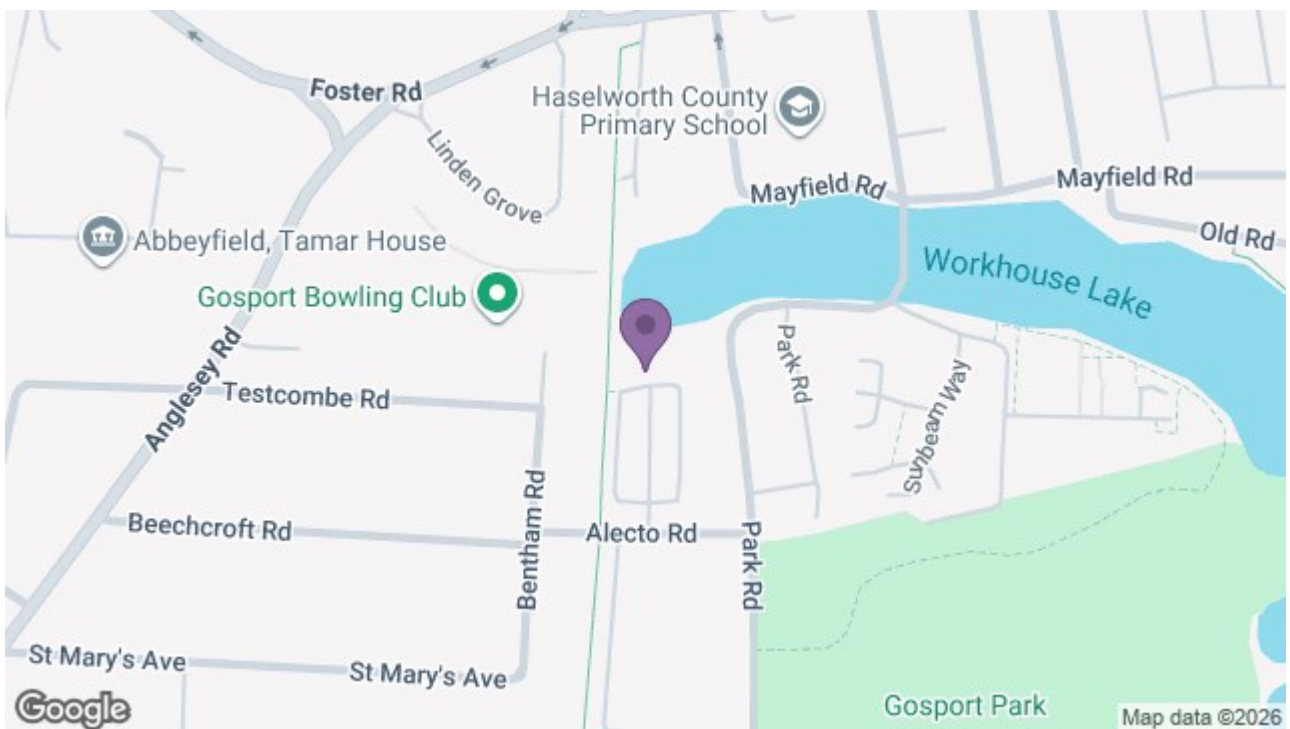 Foster Rd
Haselworth County
Primary School
Linden Grove
Mayfield Rd
Mayfield Rd
Old Rd
Abbeyfield, Tamar House
Workhouse Lake
Gosport Bowling Club
Anglesey Rd
Park Rd
Testcombe Rd
Sunbeam Way
Bentham Rd
Beechcroft Rd
Alecto Rd
Park Rd
St Mary's Ave
St Mary's Ave
Gosport Park
Google
Map data ©2026